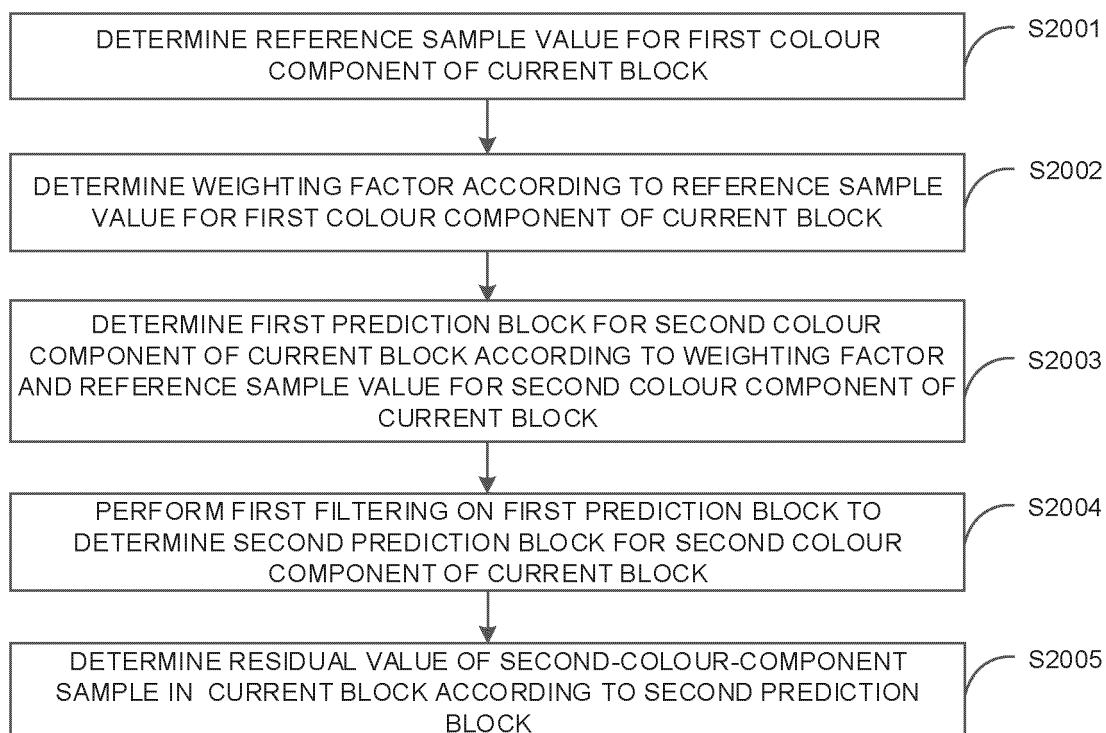 DETERMINE REFERENCE SAMPLE VALUE FOR FIRST COLOUR
COMPONENT OF CURRENT BLOCK
S2001
DETERMINE WEIGHTING FACTOR ACCORDING TO REFERENCE SAMPLE
VALUE FOR FIRST COLOUR COMPONENT OF CURRENT BLOCK
S2002
DETERMINE FIRST PREDICTION BLOCK FOR SECOND COLOUR
COMPONENT OF CURRENT BLOCK ACCORDING TO WEIGHTING FACTOR
AND REFERENCE SAMPLE VALUE FOR SECOND COLOUR COMPONENT OF
CURRENT BLOCK
S2003
PERFORM FIRST FILTERING ON FIRST PREDICTION BLOCK TO
DETERMINE SECOND PREDICTION BLOCK FOR SECOND COLOUR
COMPONENT OF CURRENT BLOCK
S2004
DETERMINE RESIDUAL VALUE OF SECOND-COLOUR-COMPONENT
SAMPLE IN CURRENT BLOCK ACCORDING TO SECOND PREDICTION
BLOCK
S2005